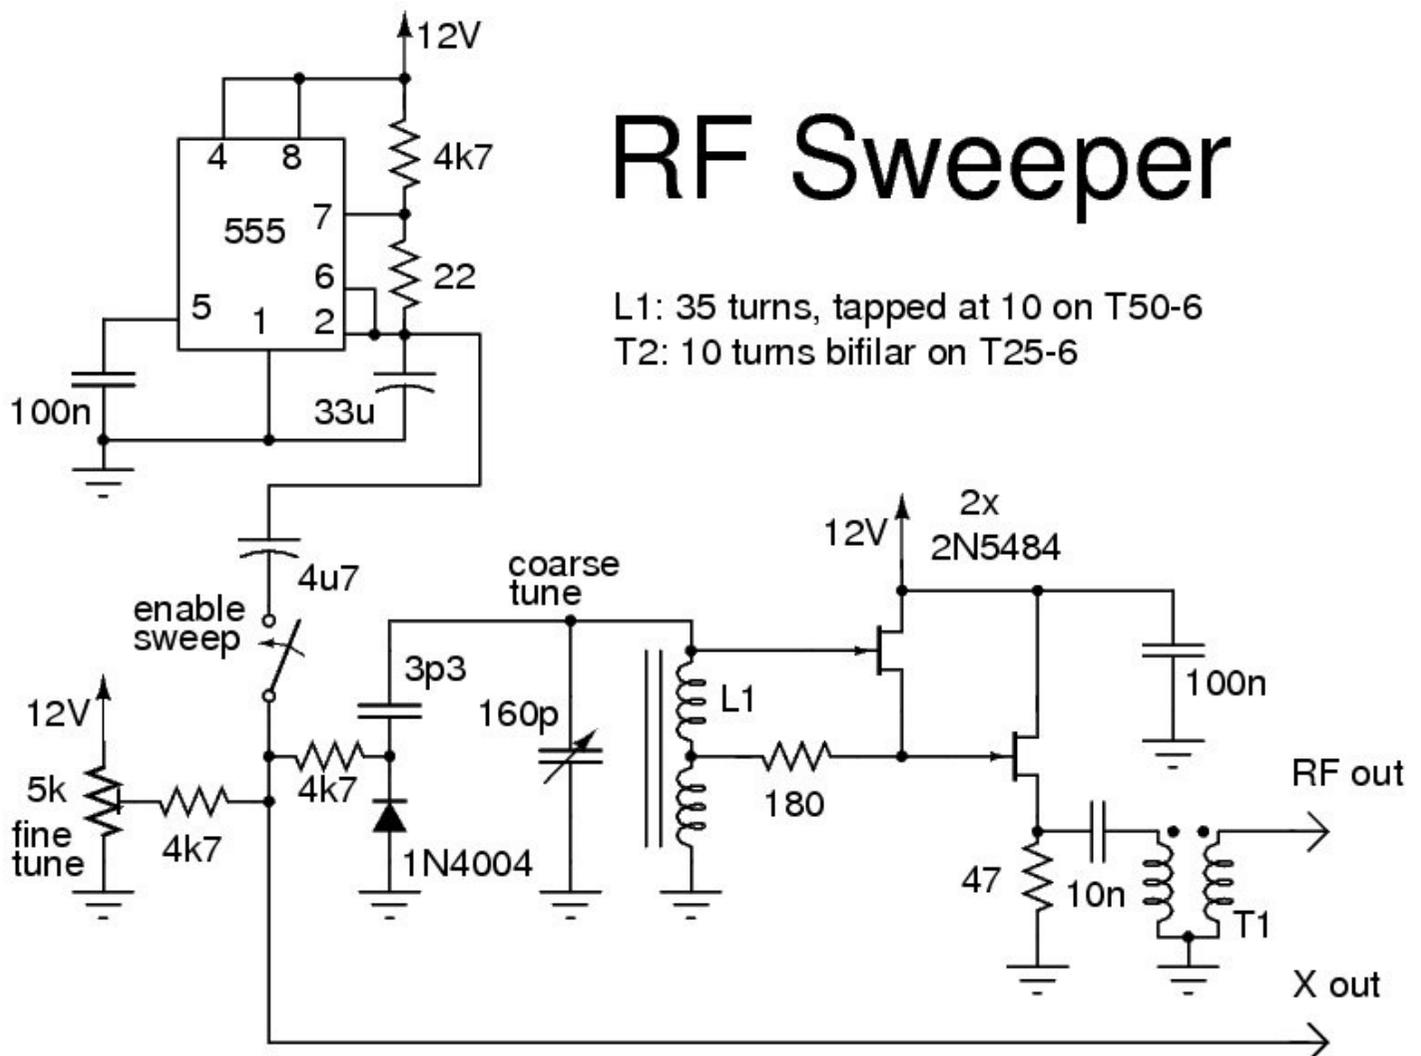 12V
RF Sweeper
4
8
4k7
7
555
6
22
5
1
2
L1: 35 turns, tapped at 10 on T50-6
T2: 10 turns bifilar on T25-6
100n
33u
12V
2x
2N5484
4u7
coarse
tune
enable
sweep
3p3
160p
L1
100n
12V
5k
4k7
RF out
fine
tune
4k7
1N4004
180
47
10n
T1
X out